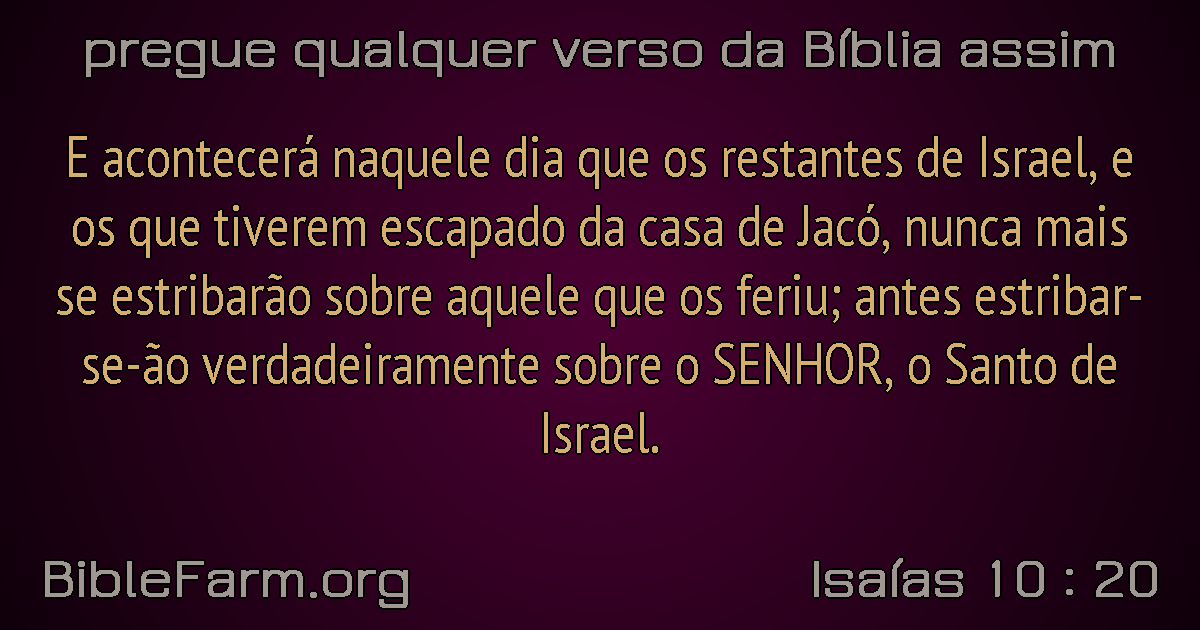 pregue qualquer verso da Bíblia assim
E acontecerá naquele dia que os restantes de Israel, e
os que tiverem escapado da casa de Jacó, nunca mais
se estribarão sobre aquele que os feriu; antes estribar-
se-ão verdadeiramente sobre o SENHOR, o Santo de
Israel.
BibleFarm.org
Isaías 10 : 20